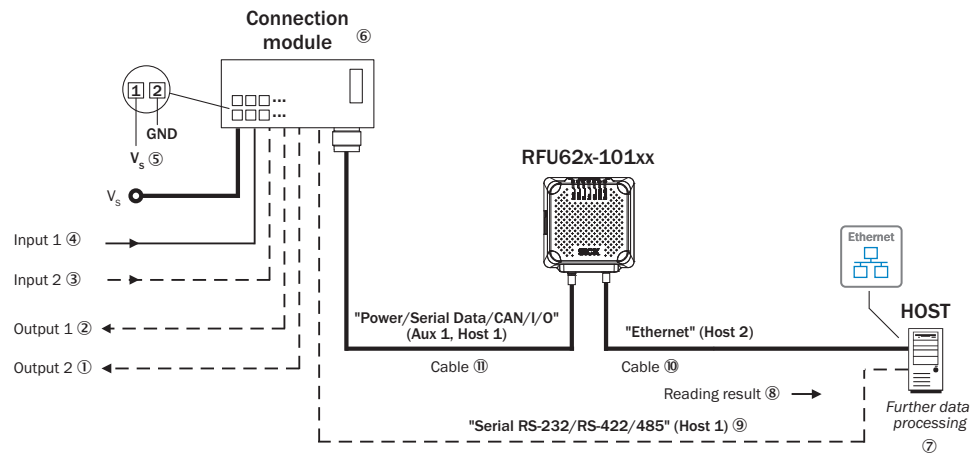 Connection
module ⑥
1 2
GND
Vs ⑤
Vs
RFU62x-101xx
SICK
Input 1 ④
Input 2 ③
Output 1 ②
Output 2 ①
Ethernet
HOST
"Power/Serial Data/CAN/I/O"
(Aux 1, Host 1)
"Ethernet" (Host 2)
Cable ⑪
Cable ⑩
Reading result ⑧
"Serial RS-232/RS-422/485" (Host 1) ⑨
Further data
processing
⑦